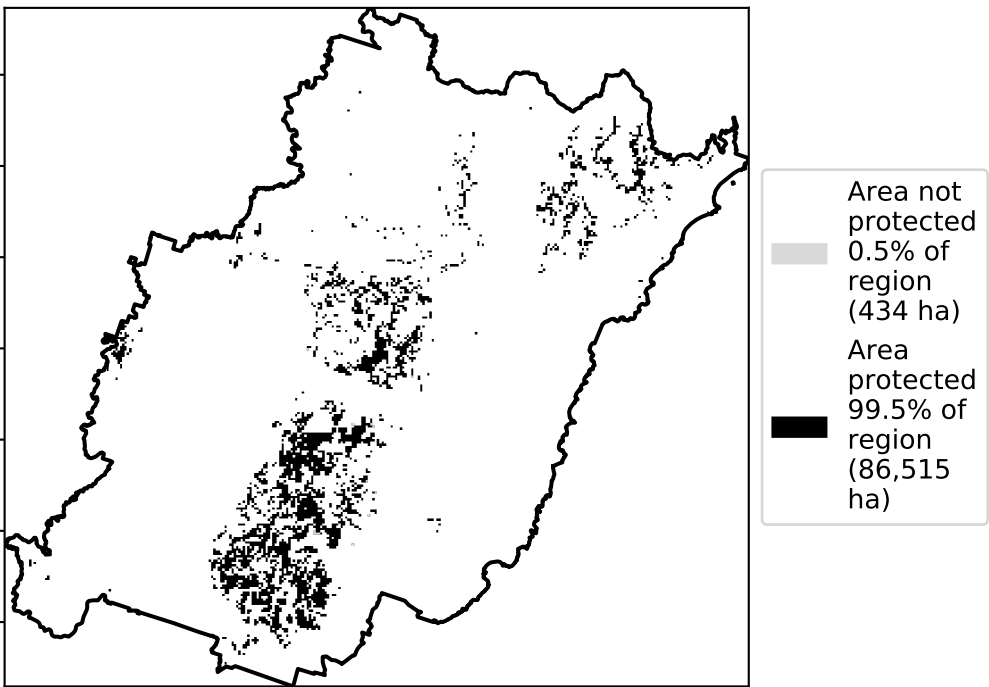 Area not
protected
0.5% of
region
(434 ha)
Area
protected
99.5% of
region
(86,515
ha)